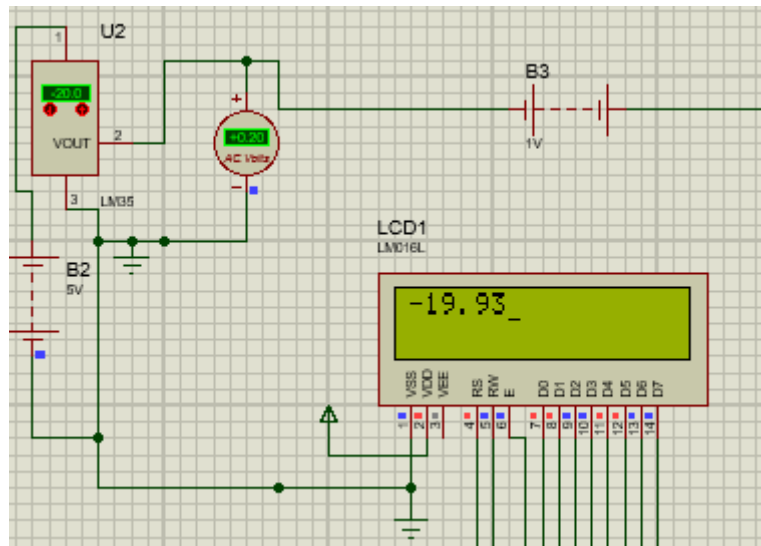 U2
1
-20.0
VOUT
2
3
LM35
+0.20
AC Volts
B3
1V
B2
5V
LCD1
LM016L
-19.93_
VSS
VDD
VEE
RS
RW
E
D0
D1
D2
D3
D4
D5
D6
D7
1
2
3
4
5
6
7
8
9
10
11
12
13
14